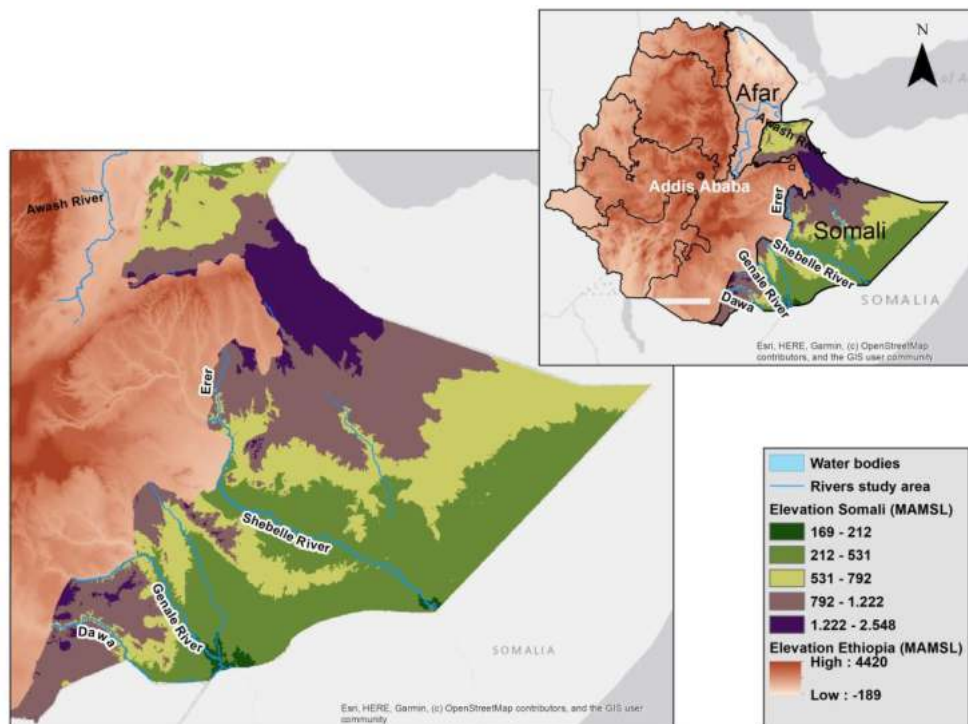 N
Afar
Awash River
Addis Ababa
Erer
Somali
Shebelle River
Genale River
Dawa
SOMALIA
Esri, HERE, Garmin, (c) OpenStreetMap
contributors, and the GIS user community
Awash River
Erer
Shebelle River
Genale River
Dawa
SOMALIA
Esri, HERE, Garmin, (c) OpenStreetMap contributors, and the GIS user
community
Water bodies
Rivers study area
Elevation Somali (MAMSL)
169 - 212
212 - 531
531 - 792
792 - 1.222
1.222 - 2.548
Elevation Ethiopia (MAMSL)
High : 4420
Low : -189